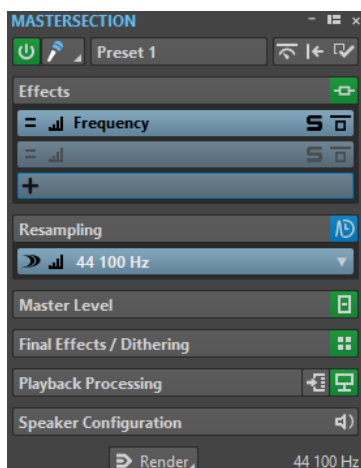 MASTERSECTION
Preset 1
Effects
Frequency S
S
Resampling
44 100 Hz
Master Level
Final Effects / Dithering
Playback Processing
Speaker Configuration
Render 44 100 Hz